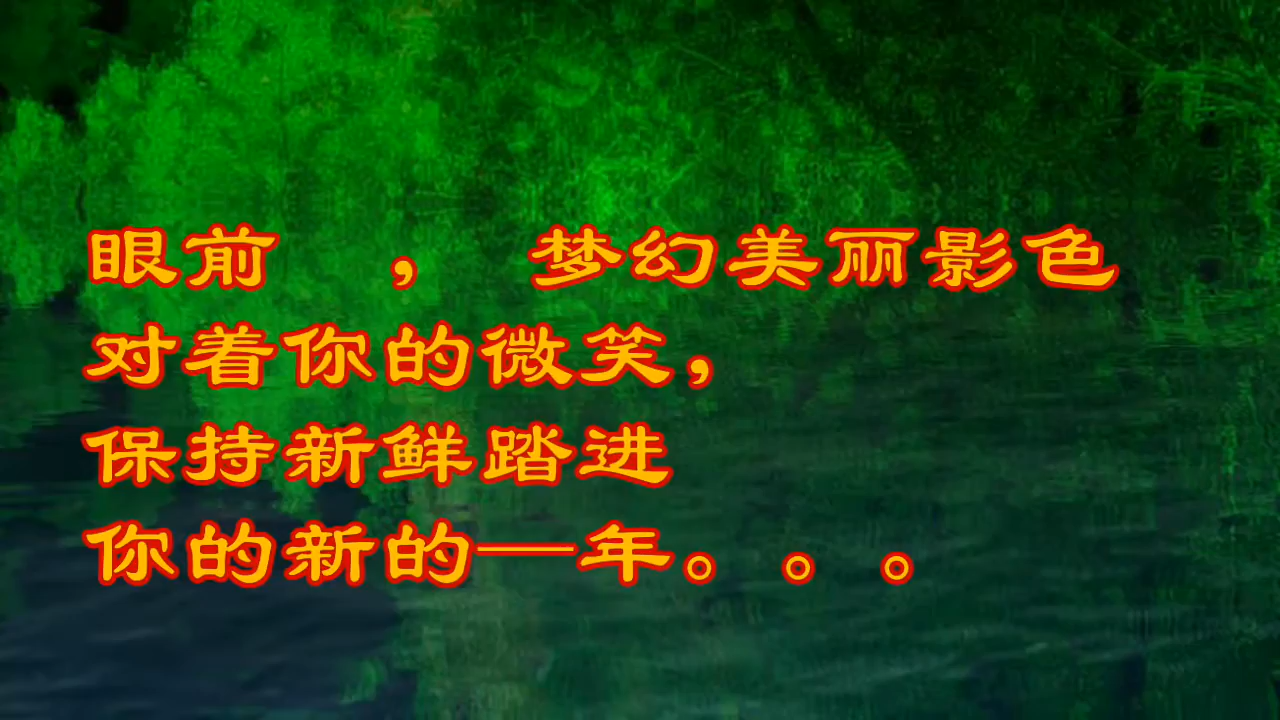 眼前 ， 梦幻美丽影色
对着你的微笑，
保持新鲜踏进
你的新的—年。。。